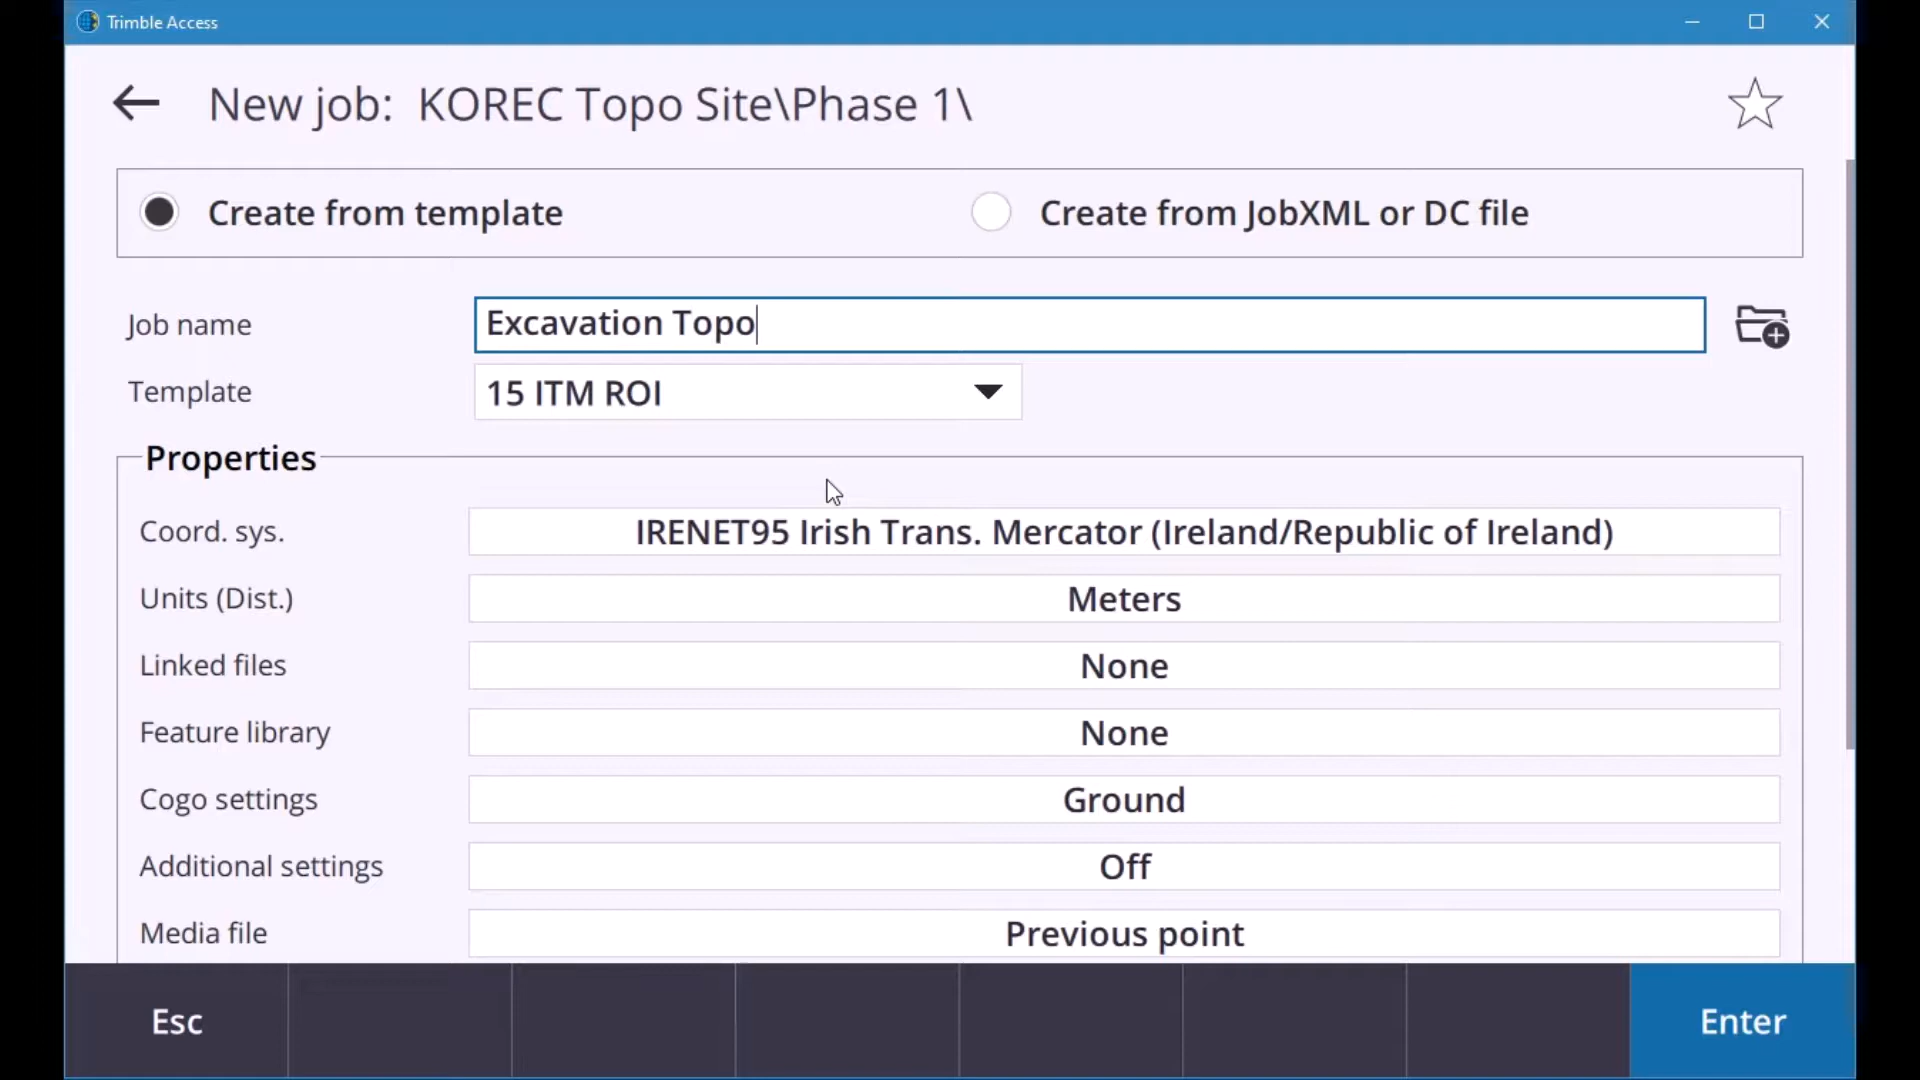 Trimble Access
New job: KOREC Topo Site\Phase 1\
Create from template
Create from JobXML or DC file
Job name
Excavation Topo
Template
15 ITM ROI
Properties
Coord. sys.
IRENET95 Irish Trans. Mercator (Ireland/Republic of Ireland)
Units (Dist.)
Meters
Linked files
None
Feature library
None
Cogo settings
Ground
Additional settings
Off
Media file
Previous point
Esc
Enter